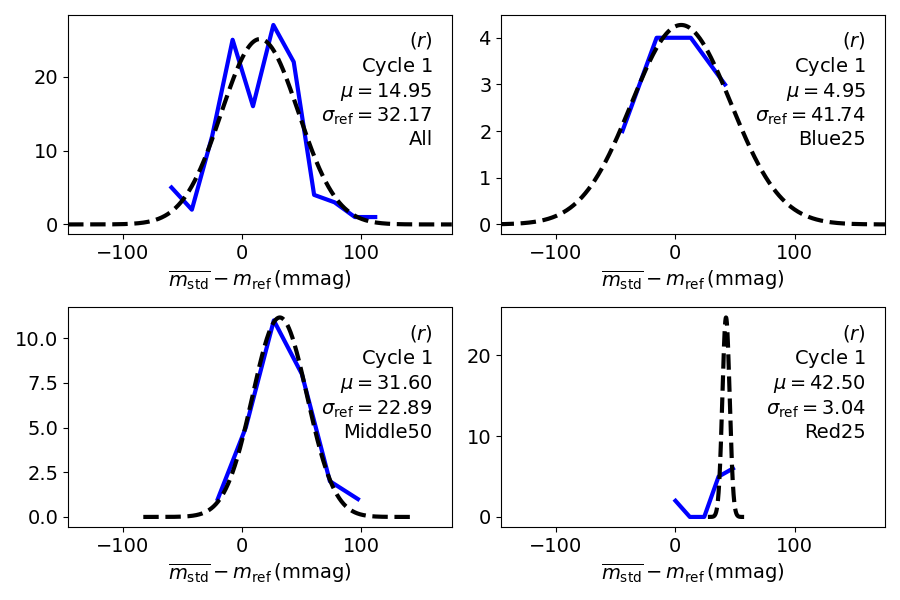 (r)
Cycle 1
μ = 14.95
σref = 32.17
All
20
10
0
−100 0 100
m̅std − mref (mmag)
(r)
Cycle 1
μ = 4.95
σref = 41.74
Blue25
4
3
2
1
0
−100 0 100
m̅std − mref (mmag)
(r)
Cycle 1
μ = 31.60
σref = 22.89
Middle50
10.0
7.5
5.0
2.5
0.0
−100 0 100
m̅std − mref (mmag)
(r)
Cycle 1
μ = 42.50
σref = 3.04
Red25
20
10
0
−100 0 100
m̅std − mref (mmag)